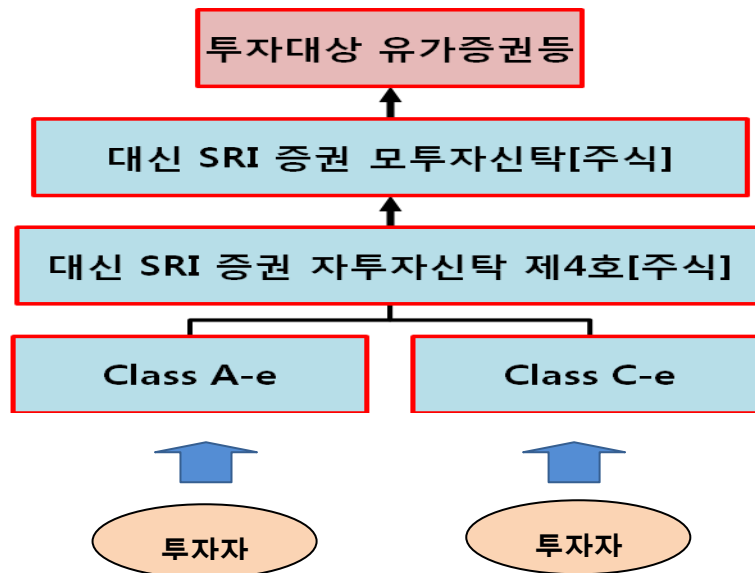 투자대상 유가증권등
대신 SRI 증권 모투자신탁[주식]
대신 SRI 증권 자투자신탁 제4호[주식]
Class A-e
Class C-e
투자자
투자자